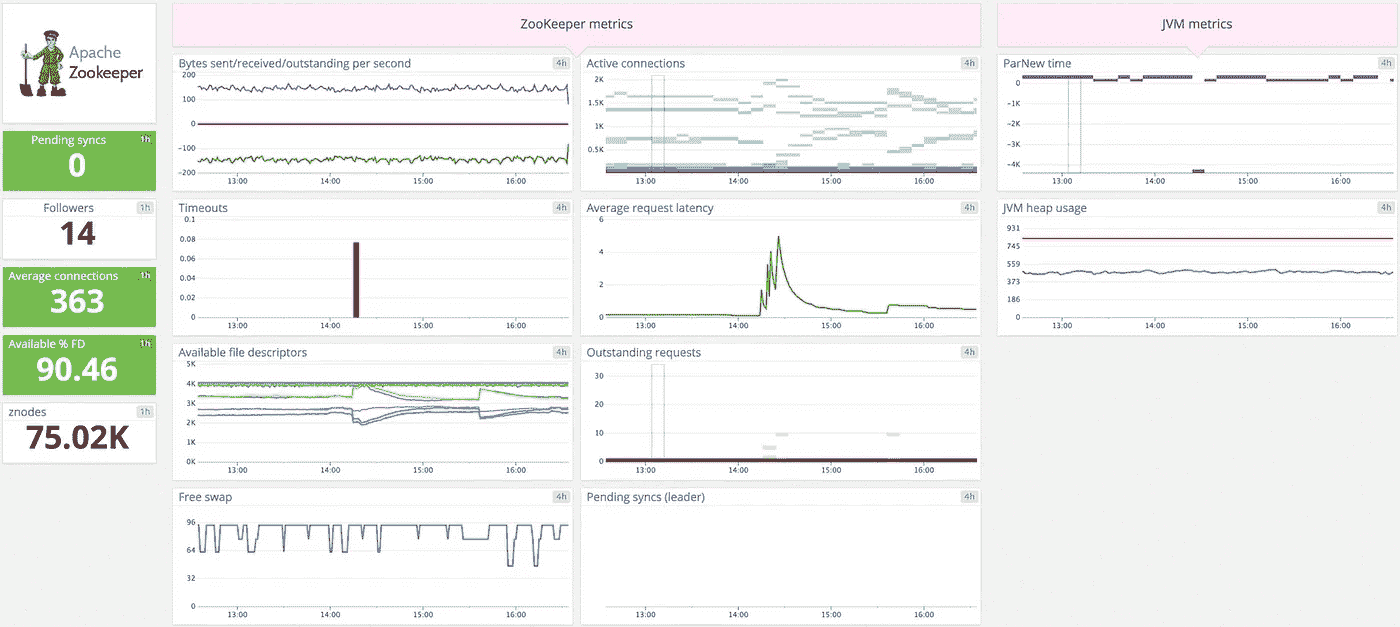 ZooKeeper metrics
JVM metrics
Apache
Zookeeper
Pending syncs 1h
0
Followers 1h
14
Average connections 1h
363
Available % FD 1h
90.46
znodes 1h
75.02K
Bytes sent/received/outstanding per second 4h
200
100
0
−100
−200
13:00 14:00 15:00 16:00
Active connections 4h
2K
1.5K
1K
0.5K
13:00 14:00 15:00 16:00
ParNew time 4h
0
−1K
−2K
−3K
−4K
13:00 14:00 15:00 16:00
Timeouts 4h
0.1
0.08
0.06
0.04
0.02
0
13:00 14:00 15:00 16:00
Average request latency 4h
6
4
2
0
13:00 14:00 15:00 16:00
JVM heap usage 4h
931
745
559
373
186
0
13:00 14:00 15:00 16:00
Available file descriptors 4h
5K
4K
3K
2K
1K
0K
13:00 14:00 15:00 16:00
Outstanding requests 4h
30
20
10
0
13:00 14:00 15:00 16:00
Free swap 4h
96
64
32
0
13:00 14:00 15:00 16:00
Pending syncs (leader) 4h
13:00 14:00 15:00 16:00